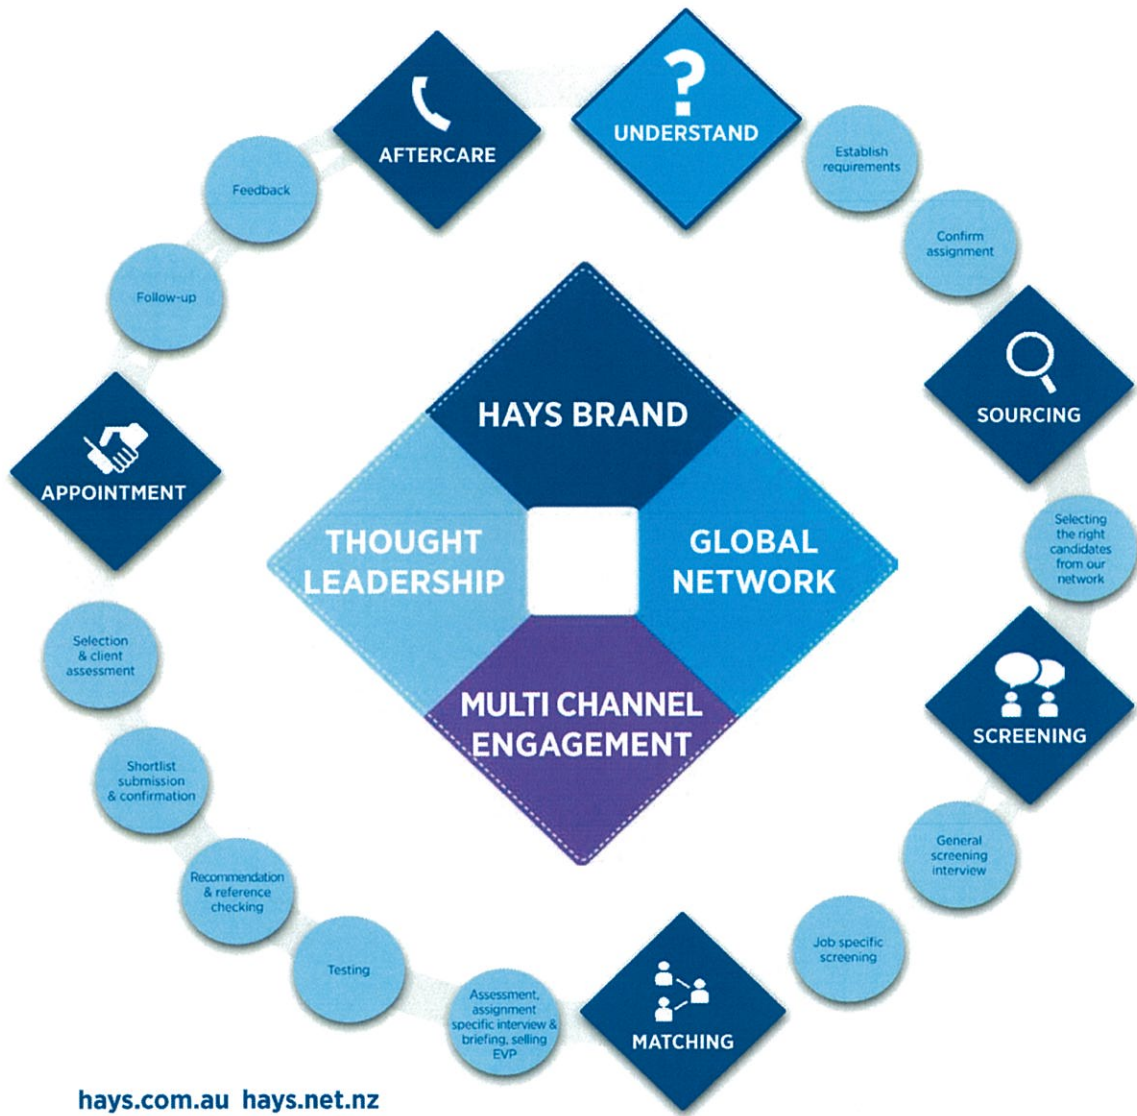 ?
UNDERSTAND
Establish
requirements
Confirm
assignment
SOURCING
Selecting
the right
candidates
from our
network
SCREENING
General
screening
interview
Job specific
screening
MATCHING
Assessment,
assignment
specific interview &
briefing, selling
EVP
Testing
Recommendation
& reference
checking
Shortlist
submission
& confirmation
Selection
& client
assessment
APPOINTMENT
Follow-up
Feedback
AFTERCARE
HAYS BRAND
THOUGHT
LEADERSHIP
GLOBAL
NETWORK
MULTI CHANNEL
ENGAGEMENT
hays.com.au hays.net.nz